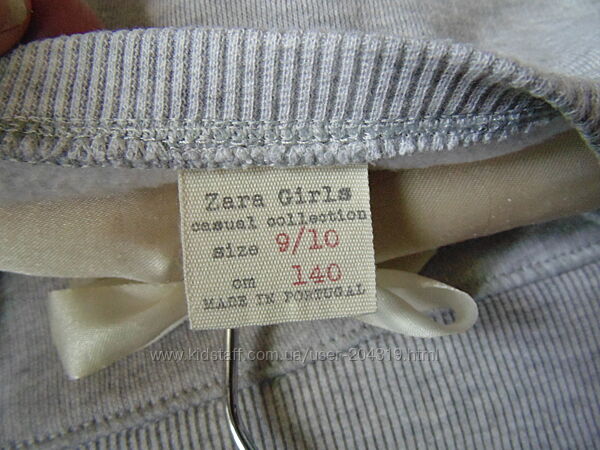 Zara Girls
casual collection
size 9/10
cm 140
MADE IN PORTUGAL
www.kidstaff.com.ua/user-204319.html